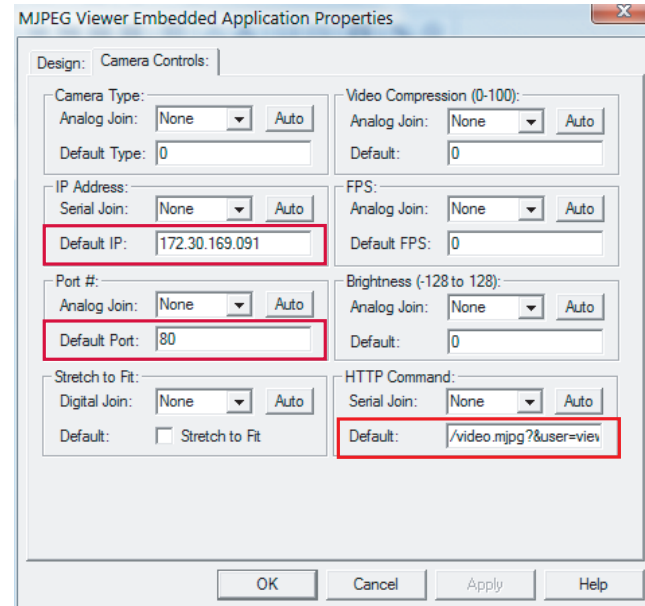 MJPEG Viewer Embedded Application Properties
Design: Camera Controls:
Camera Type:
Analog Join: None Auto
Default Type: 0
Video Compression (0-100):
Analog Join: None Auto
Default: 0
IP Address:
Serial Join: None Auto
Default IP: 172.30.169.091
FPS:
Analog Join: None Auto
Default FPS: 0
Port #:
Analog Join: None Auto
Default Port: 80
Brightness (-128 to 128):
Analog Join: None Auto
Default: 0
Stretch to Fit:
Digital Join: None Auto
Default: Stretch to Fit
HTTP Command:
Serial Join: None Auto
Default: /video.mjpg?&user=view
OK Cancel Apply Help